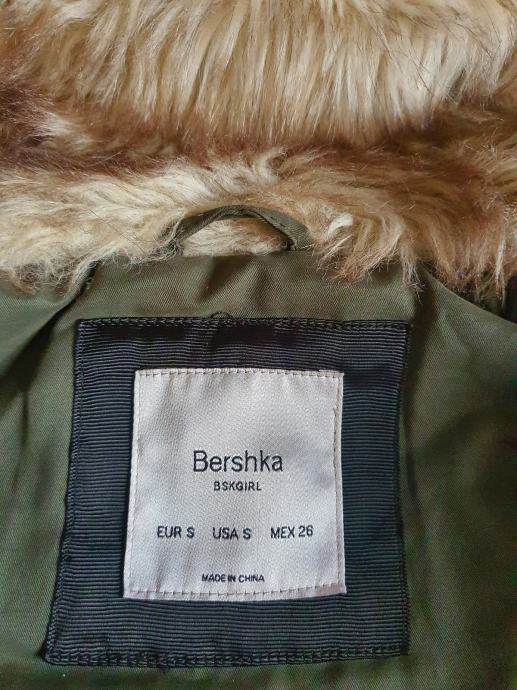 Bershka
BSKGIRL
EUR S USA S MEX 26
MADE IN CHINA